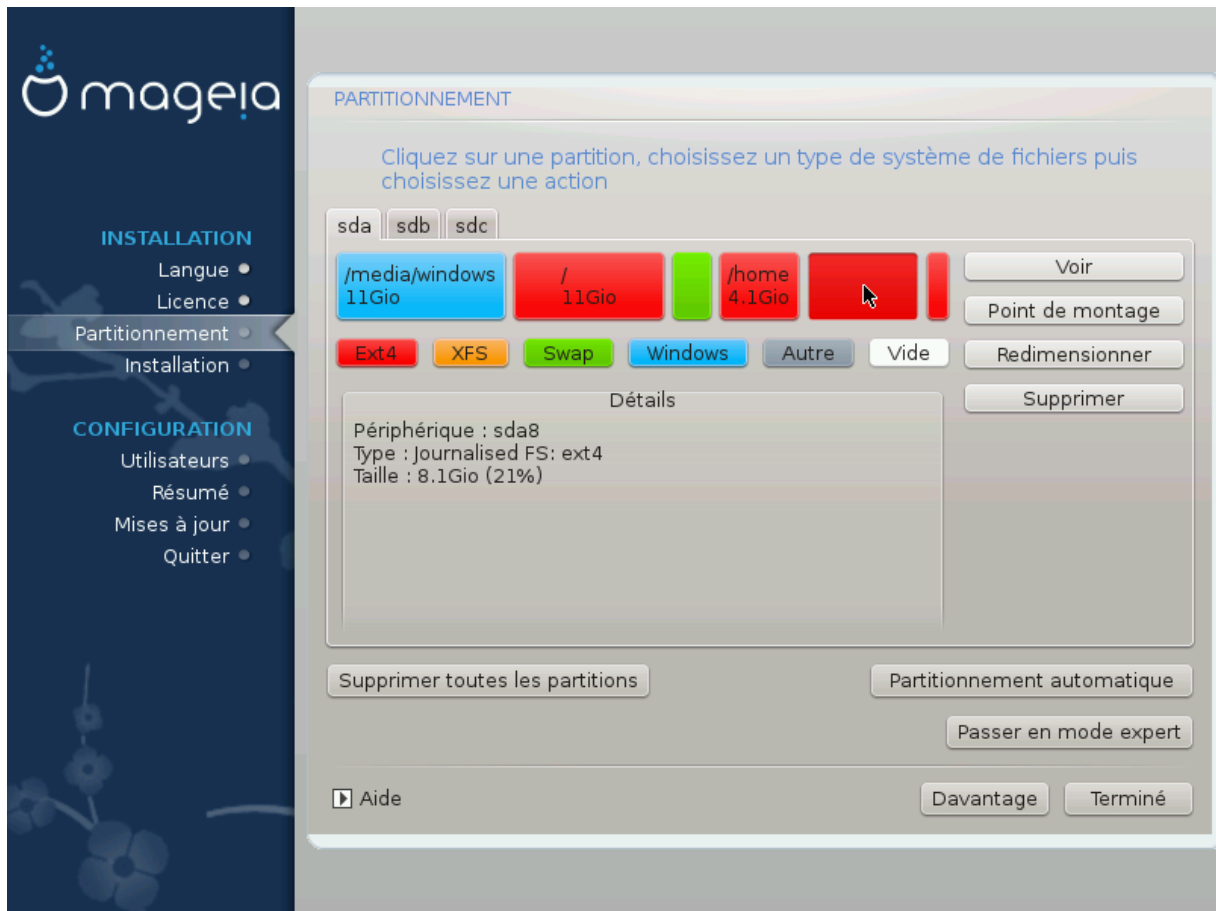 mageia
INSTALLATION
Langue
Licence
Partitionnement
Installation
CONFIGURATION
Utilisateurs
Résumé
Mises à jour
Quitter
PARTITIONNEMENT
Cliquez sur une partition, choisissez un type de système de fichiers puis
choisissez une action
sda sdb sdc
/media/windows
11Gio
/
11Gio
/home
4.1Gio
Ext4 XFS Swap Windows Autre Vide
Voir
Point de montage
Redimensionner
Supprimer
Détails
Périphérique : sda8
Type : Journalised FS: ext4
Taille : 8.1Gio (21%)
Supprimer toutes les partitions
Partitionnement automatique
Passer en mode expert
Aide
Davantage
Terminé